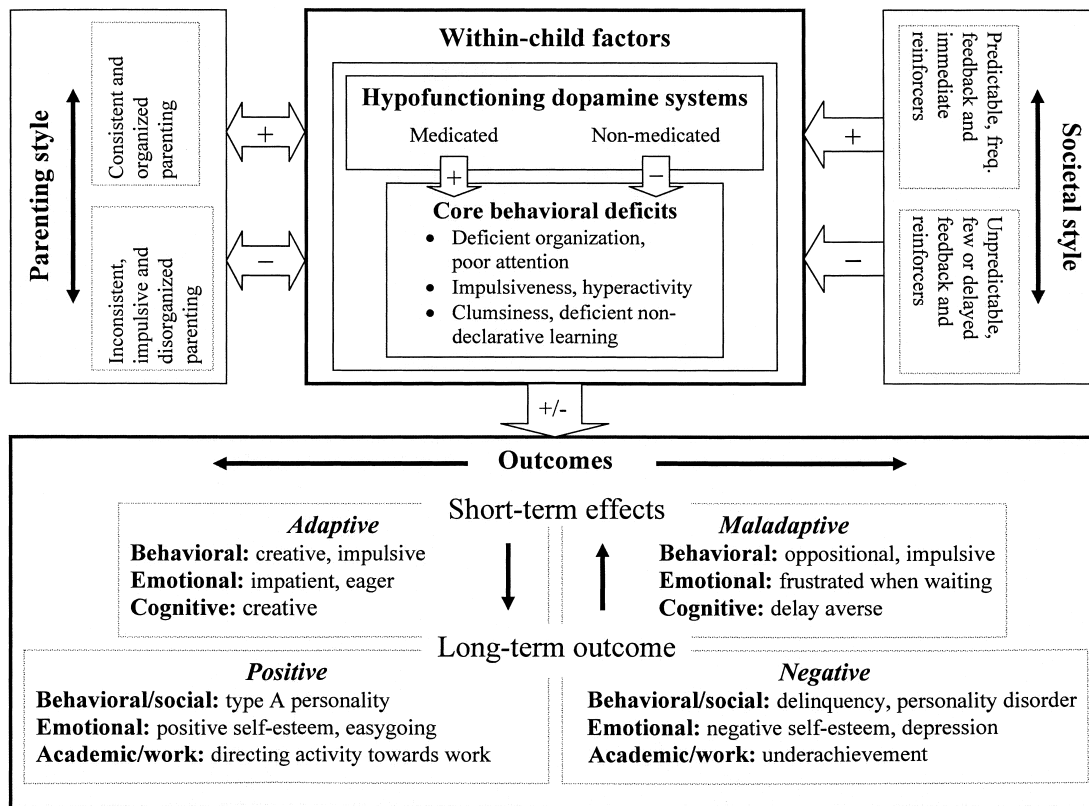 Parenting style
Consistent and
organized
parenting
Inconsistent,
impulsive and
disorganized
parenting
+
−
Within-child factors
Hypofunctioning dopamine systems
Medicated
Non-medicated
+
−
Core behavioral deficits
• Deficient organization,
poor attention
• Impulsiveness, hyperactivity
• Clumsiness, deficient non-
declarative learning
+
−
Predictable, freq.
feedback and
immediate
reinforcers
Unpredictable,
few or delayed
feedback and
reinforcers
Societal style
+/-
Outcomes
Short-term effects
Adaptive
Behavioral: creative, impulsive
Emotional: impatient, eager
Cognitive: creative
Maladaptive
Behavioral: oppositional, impulsive
Emotional: frustrated when waiting
Cognitive: delay averse
Long-term outcome
Positive
Behavioral/social: type A personality
Emotional: positive self-esteem, easygoing
Academic/work: directing activity towards work
Negative
Behavioral/social: delinquency, personality disorder
Emotional: negative self-esteem, depression
Academic/work: underachievement